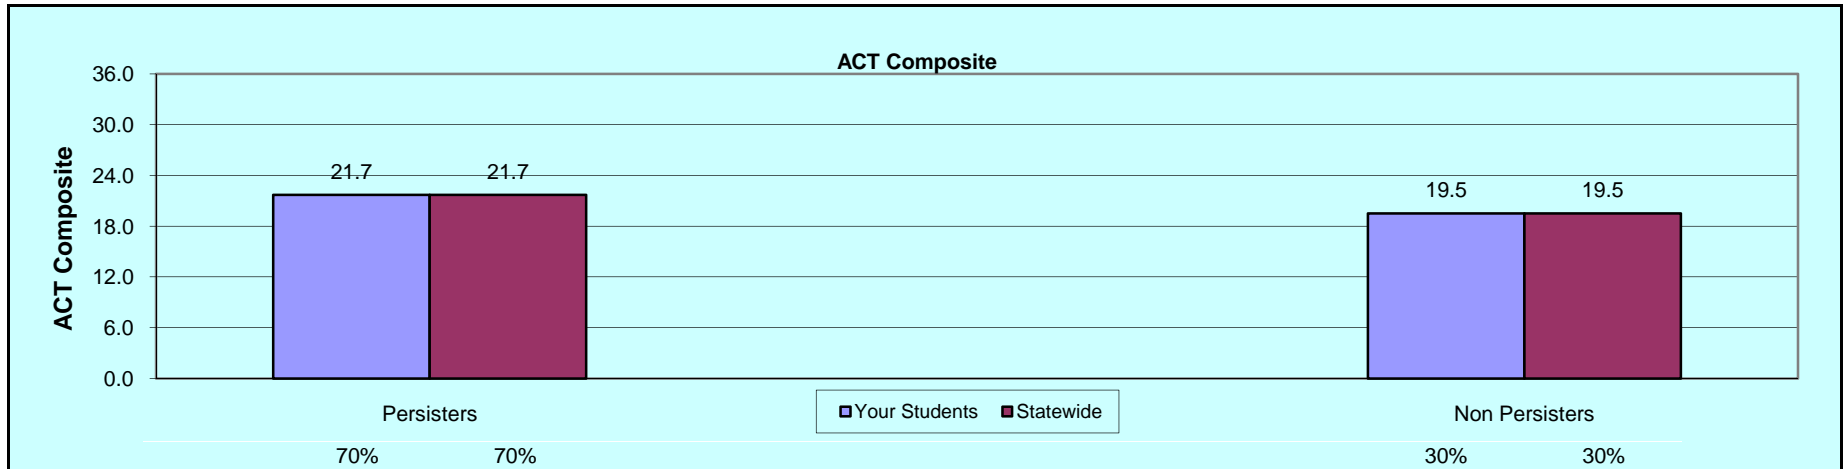 ACT Composite
36.0
30.0
24.0
18.0
12.0
6.0
0.0
ACT Composite
21.7 21.7
19.5 19.5
Persisters
Your Students Statewide
Non Persisters
70% 70%
30% 30%